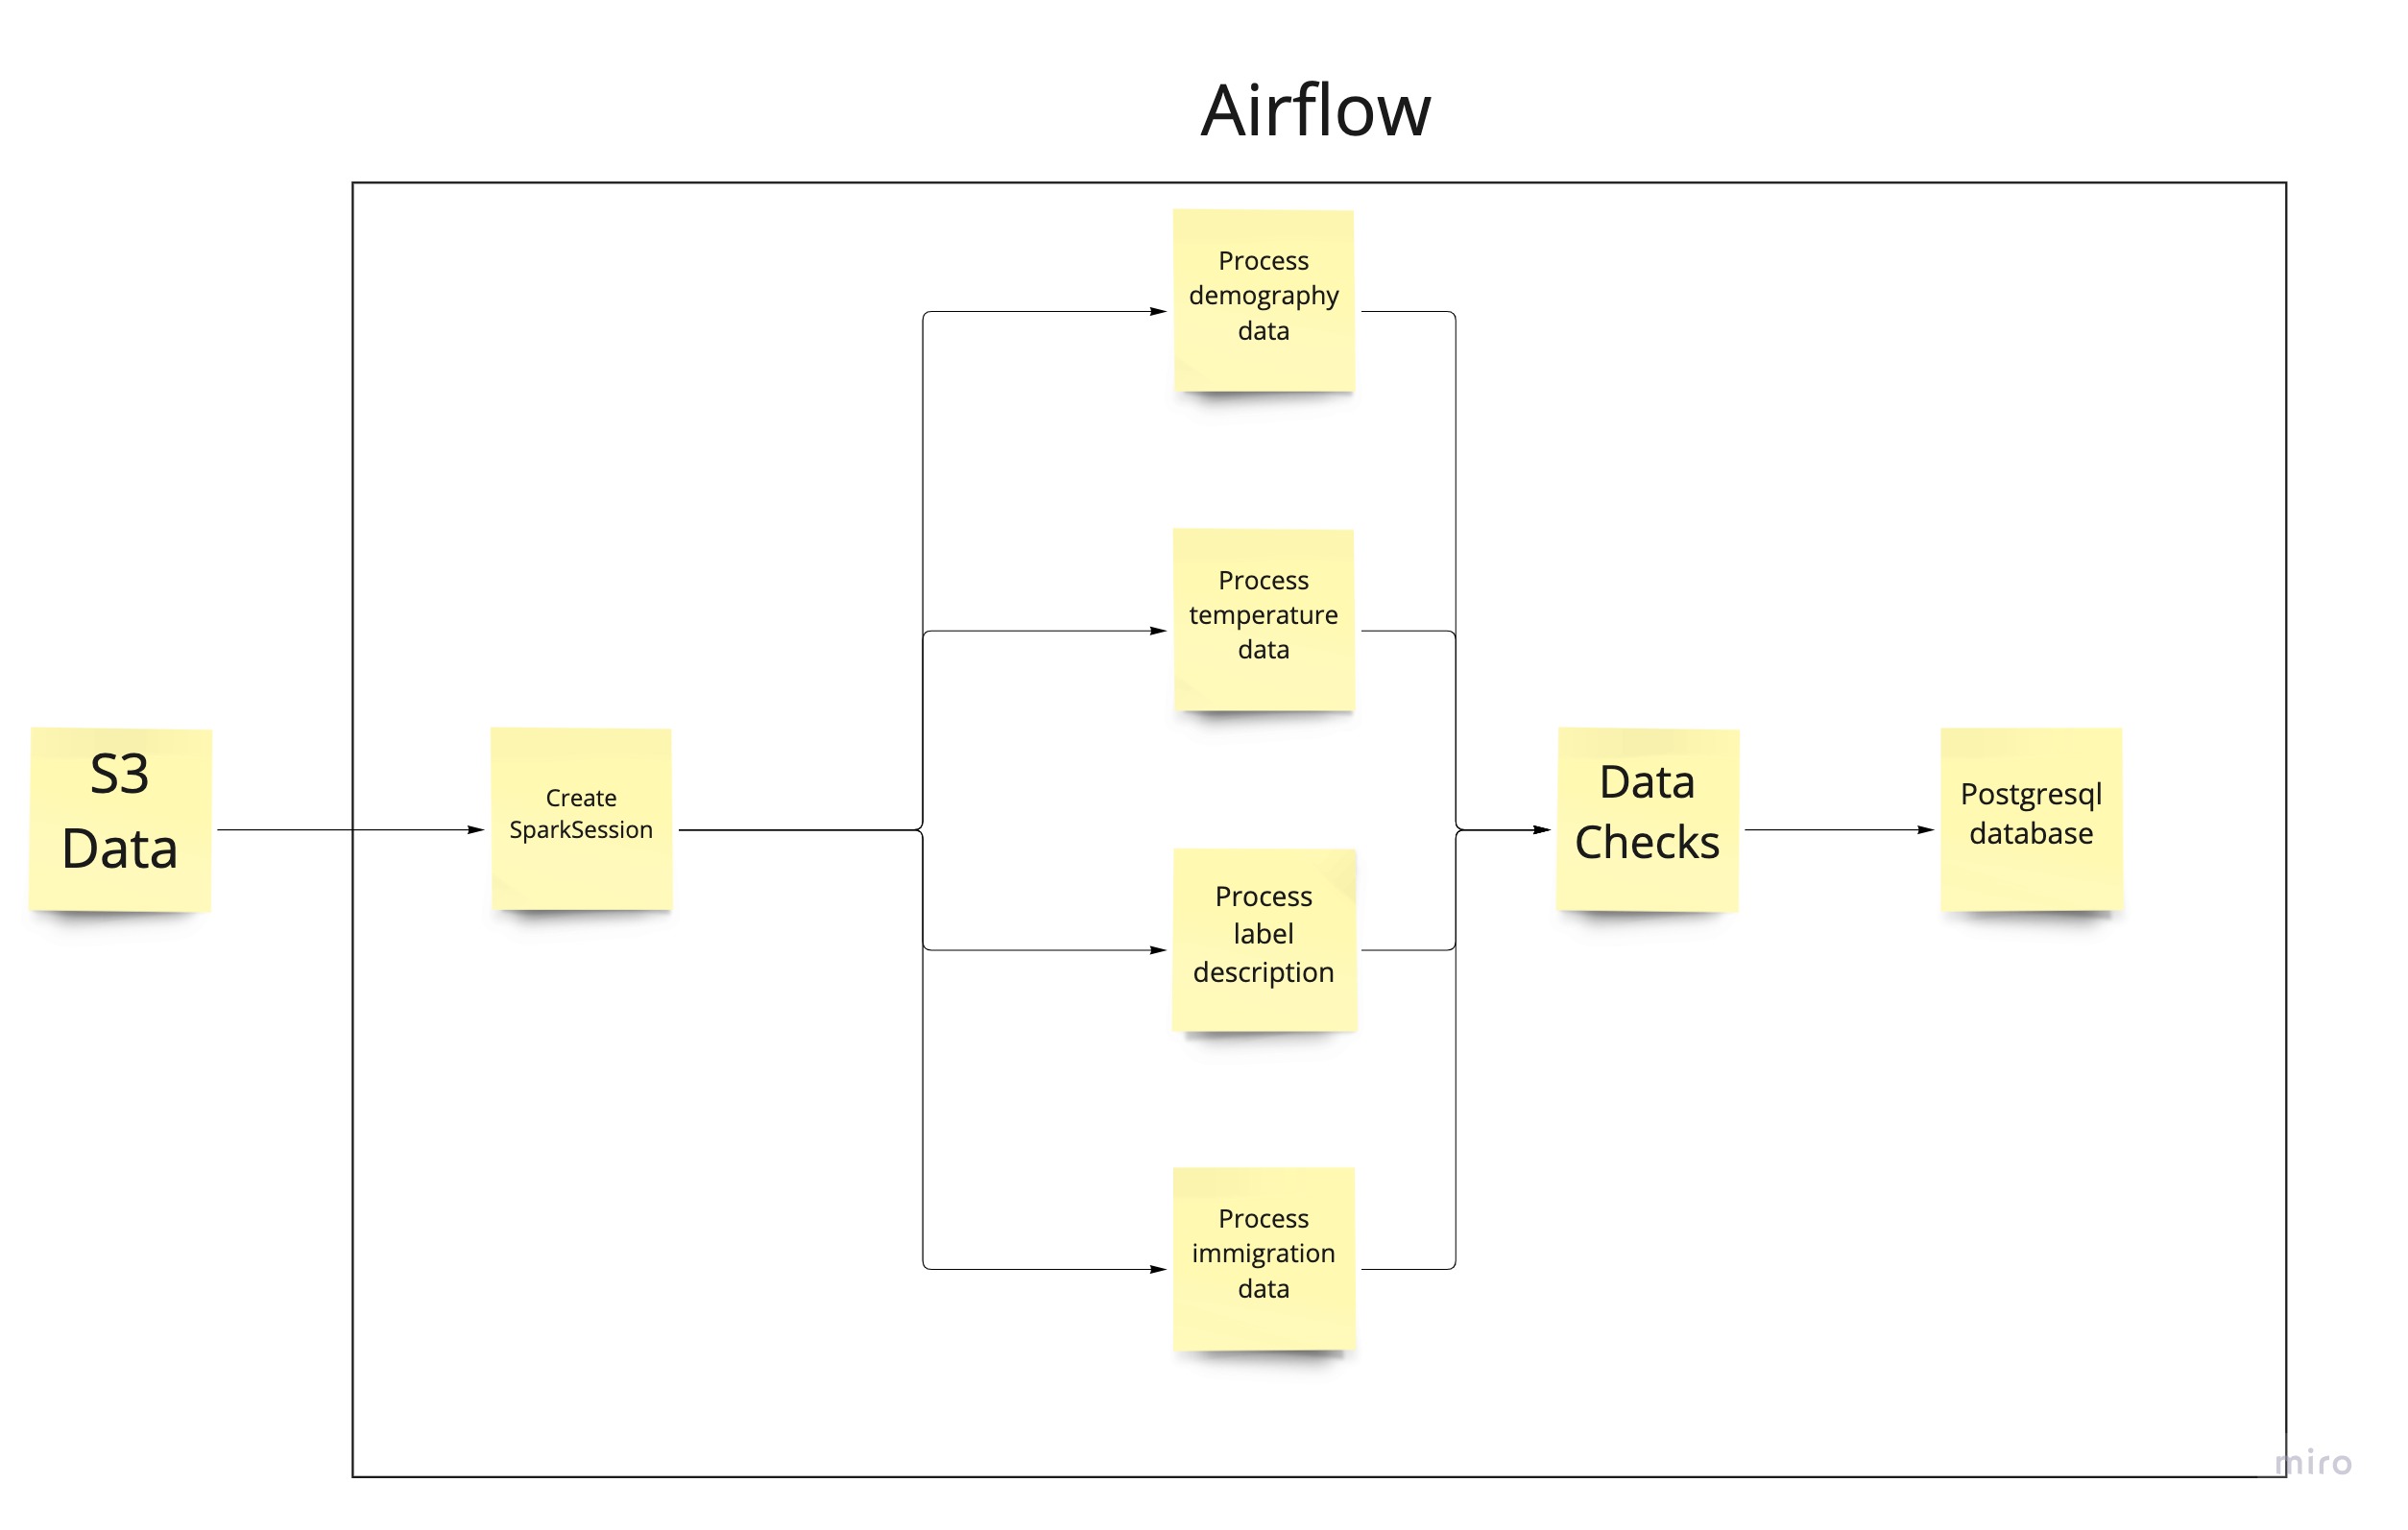 Airflow
S3
Data
Create
SparkSession
Process
demography
data
Process
temperature
data
Process
label
description
Process
immigration
data
Data
Checks
Postgresql
database
miro